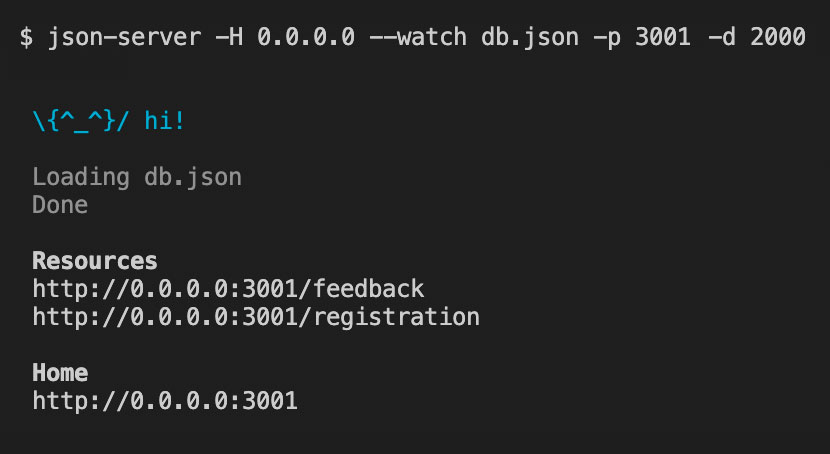 $ json-server -H 0.0.0.0 --watch db.json -p 3001 -d 2000
\{^_^}/ hi!
Loading db.json
Done
Resources
http://0.0.0.0:3001/feedback
http://0.0.0.0:3001/registration
Home
http://0.0.0.0:3001